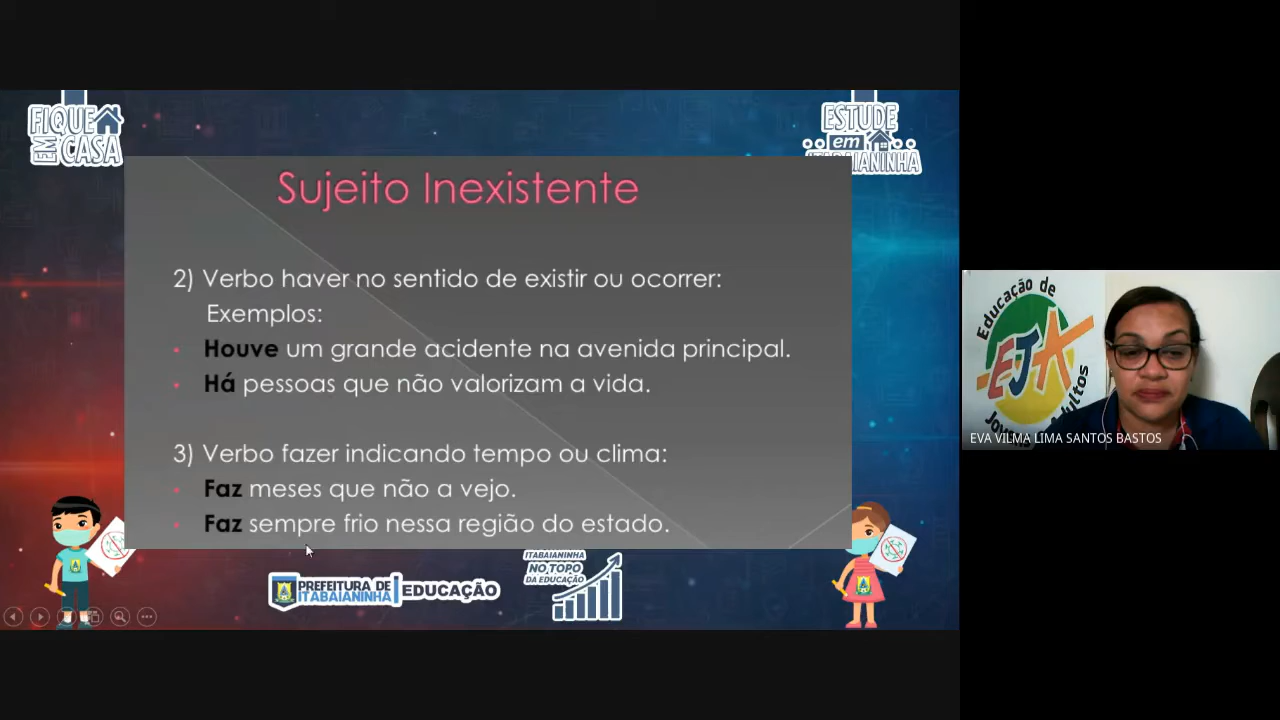 FIQUE
EM CASA
ESTUDE
em
ITABAIANINHA
Sujeito Inexistente
2) Verbo haver no sentido de existir ou ocorrer:
Exemplos:
• Houve um grande acidente na avenida principal.
• Há pessoas que não valorizam a vida.
3) Verbo fazer indicando tempo ou clima:
• Faz meses que não a vejo.
• Faz sempre frio nessa região do estado.
PREFEITURA DE
ITABAIANINHA
EDUCAÇÃO
ITABAIANINHA
NO TOPO
DA EDUCAÇÃO
Educação de
EJA
EVA VILMA LIMA SANTOS BASTOS